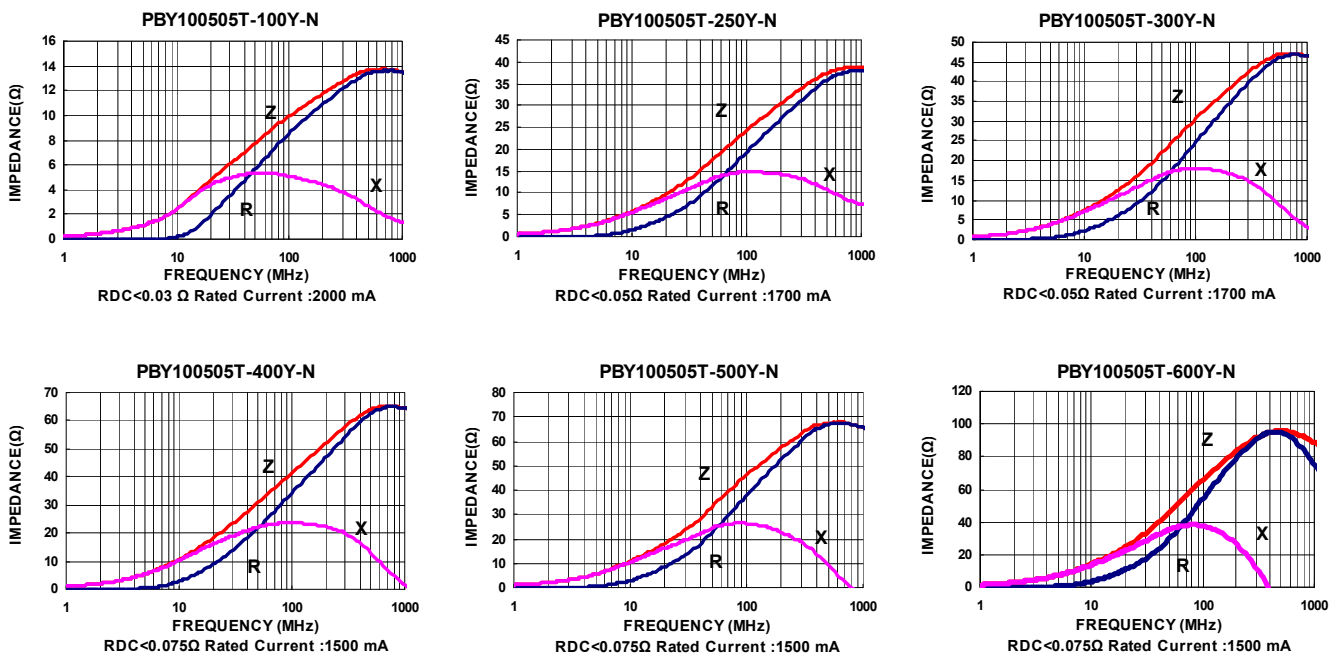 PBY100505T-100Y-N
IMPEDANCE(Ω)
16
14
12
10
8
6
4
2
0
Z
X
R
1 10 100 1000
FREQUENCY (MHz)
RDC<0.03 Ω Rated Current :2000 mA
PBY100505T-250Y-N
IMPEDANCE(Ω)
45
40
35
30
25
20
15
10
5
0
Z
X
R
1 10 100 1000
FREQUENCY (MHz)
RDC<0.05Ω Rated Current :1700 mA
PBY100505T-300Y-N
IMPEDANCE(Ω)
50
45
40
35
30
25
20
15
10
5
0
Z
X
R
1 10 100 1000
FREQUENCY (MHz)
RDC<0.05Ω Rated Current :1700 mA
PBY100505T-400Y-N
IMPEDANCE(Ω)
70
60
50
40
30
20
10
0
Z
X
R
1 10 100 1000
FREQUENCY (MHz)
RDC<0.075Ω Rated Current :1500 mA
PBY100505T-500Y-N
IMPEDANCE(Ω)
80
70
60
50
40
30
20
10
0
Z
X
R
1 10 100 1000
FREQUENCY (MHz)
RDC<0.075Ω Rated Current :1500 mA
PBY100505T-600Y-N
IMPEDANCE(Ω)
120
100
80
60
40
20
0
Z
X
R
1 10 100 1000
FREQUENCY (MHz)
RDC<0.075Ω Rated Current :1500 mA